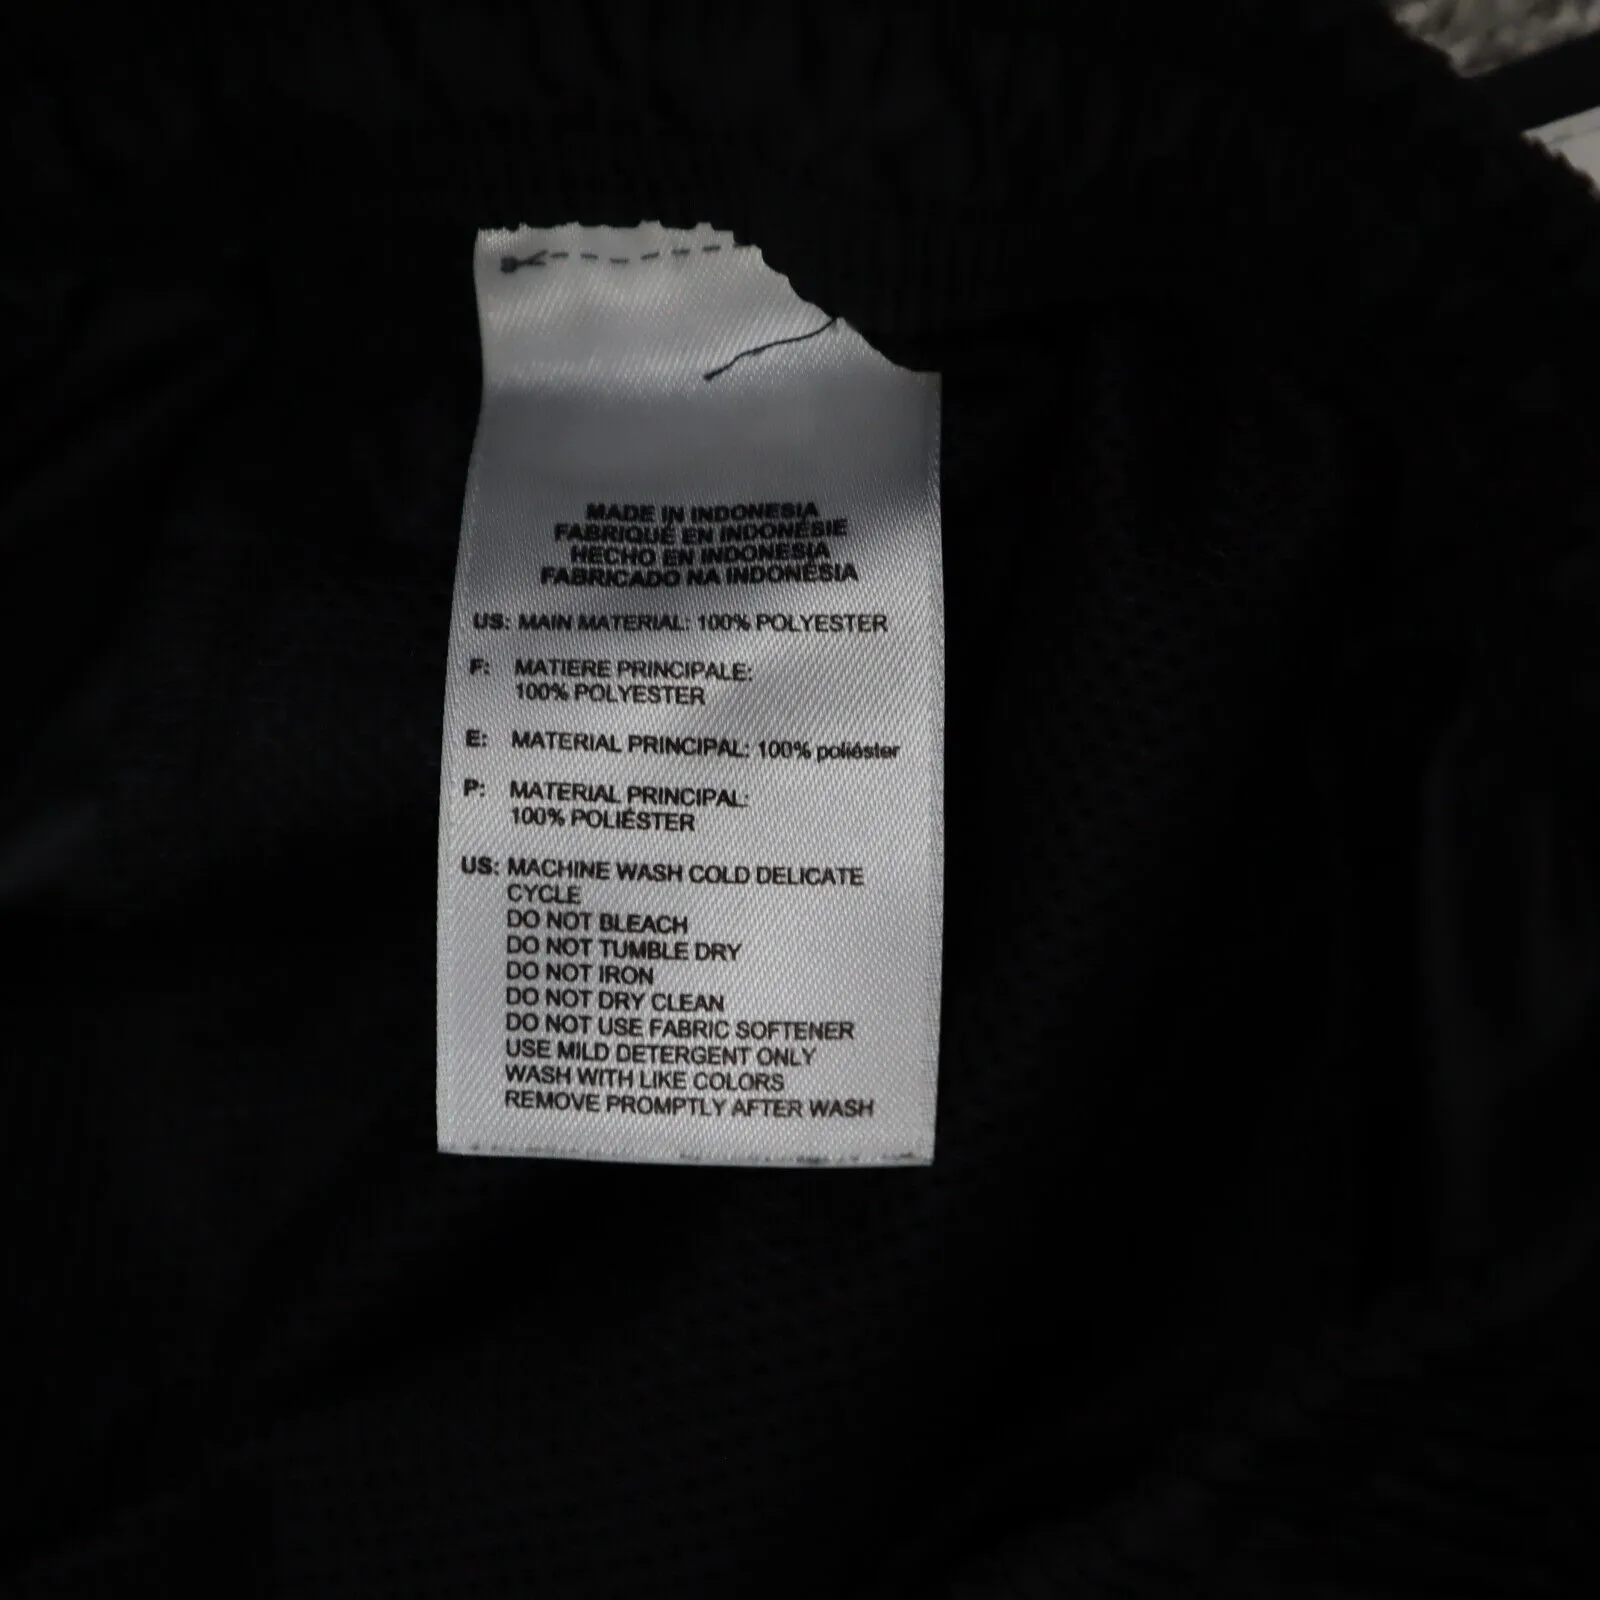 MADE IN INDONESIA
FABRIQUÉ EN INDONÉSIE
HECHO EN INDONESIA
FABRICADO NA INDONÉSIA
US: MAIN MATERIAL: 100% POLYESTER
F: MATIERE PRINCIPALE:
100% POLYESTER
E: MATERIAL PRINCIPAL: 100% poliéster
P: MATERIAL PRINCIPAL:
100% POLIÉSTER
US: MACHINE WASH COLD DELICATE
CYCLE
DO NOT BLEACH
DO NOT TUMBLE DRY
DO NOT IRON
DO NOT DRY CLEAN
DO NOT USE FABRIC SOFTENER
USE MILD DETERGENT ONLY
WASH WITH LIKE COLORS
REMOVE PROMPTLY AFTER WASH